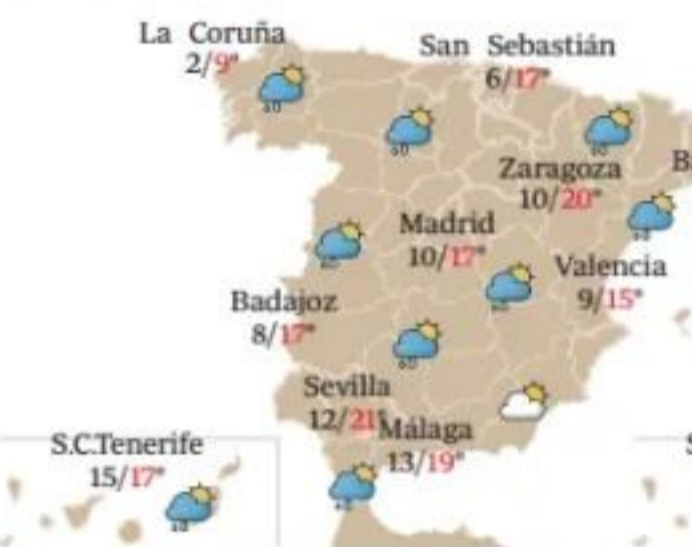 La Coruña
2/9°
San Sebastián
6/17°
Zaragoza
10/20°
B
Madrid
10/17°
Valencia
9/15°
Badajoz
8/17°
Sevilla
12/21°
Málaga
13/19°
S.C.Tenerife
15/17°
S